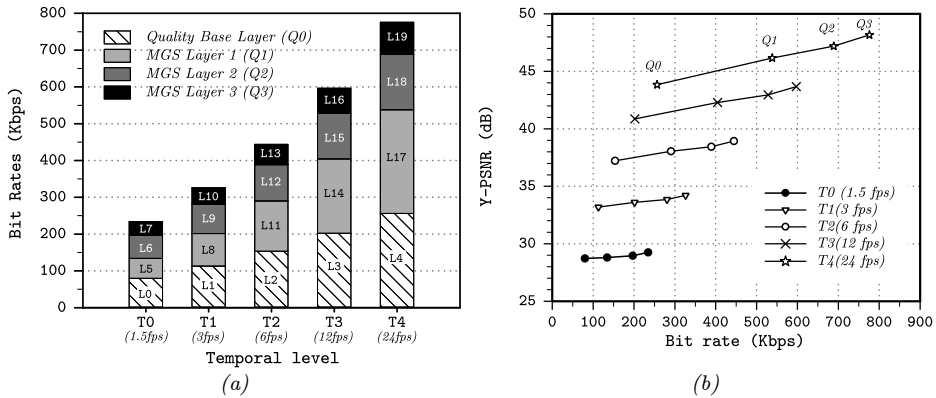 800
700
600
500
400
300
200
100
0
Bit Rates (Kbps)
Quality Base Layer (Q0)
MGS Layer 1 (Q1)
MGS Layer 2 (Q2)
MGS Layer 3 (Q3)
L7
L6
L5
L0
L10
L9
L8
L1
L13
L12
L11
L2
L16
L15
L14
L3
L19
L18
L17
L4
T0 T1 T2 T3 T4
(1.5fps) (3fps) (6fps) (12fps) (24fps)
Temporal level
(a)
50
45
40
35
30
25
Y-PSNR (dB)
Q0 Q1 Q2 Q3
T0 (1.5 fps)
T1(3 fps)
T2(6 fps)
T3(12 fps)
T4(24 fps)
0 100 200 300 400 500 600 700 800 900
Bit rate (Kbps)
(b)